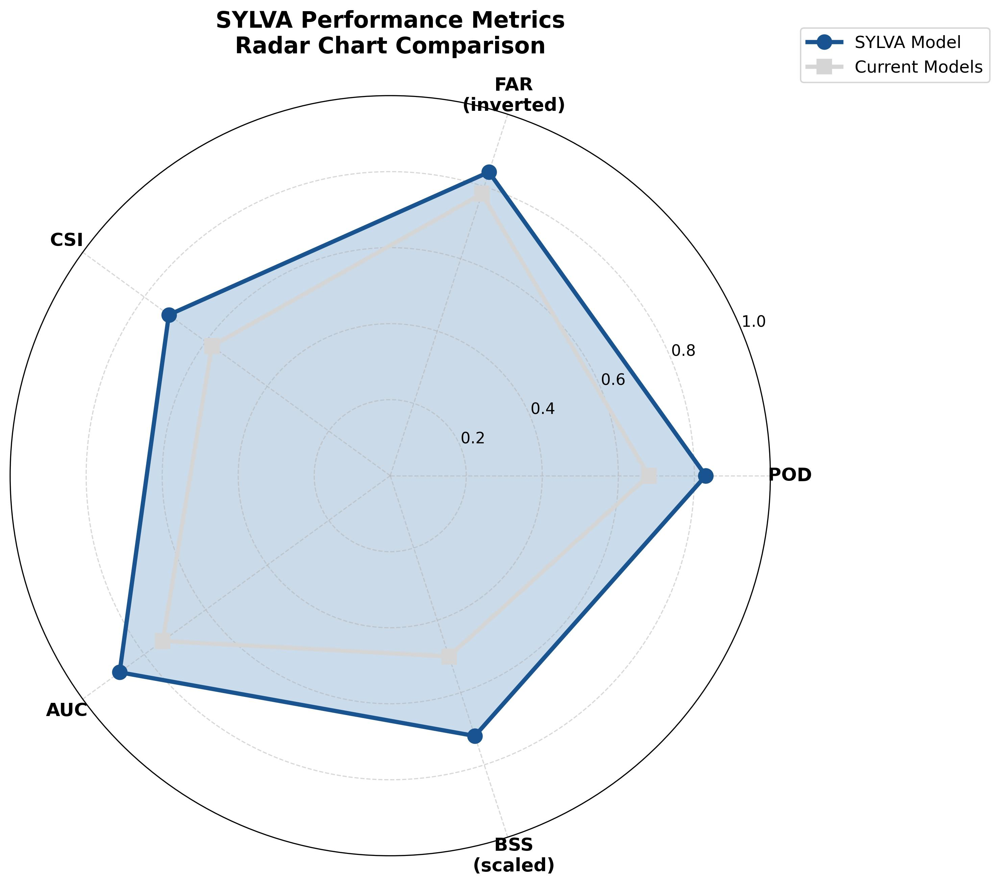 SYLVA Performance Metrics
Radar Chart Comparison
SYLVA Model
Current Models
FAR
(inverted)
CSI
1.0
0.8
0.6
0.4
0.2
POD
AUC
BSS
(scaled)